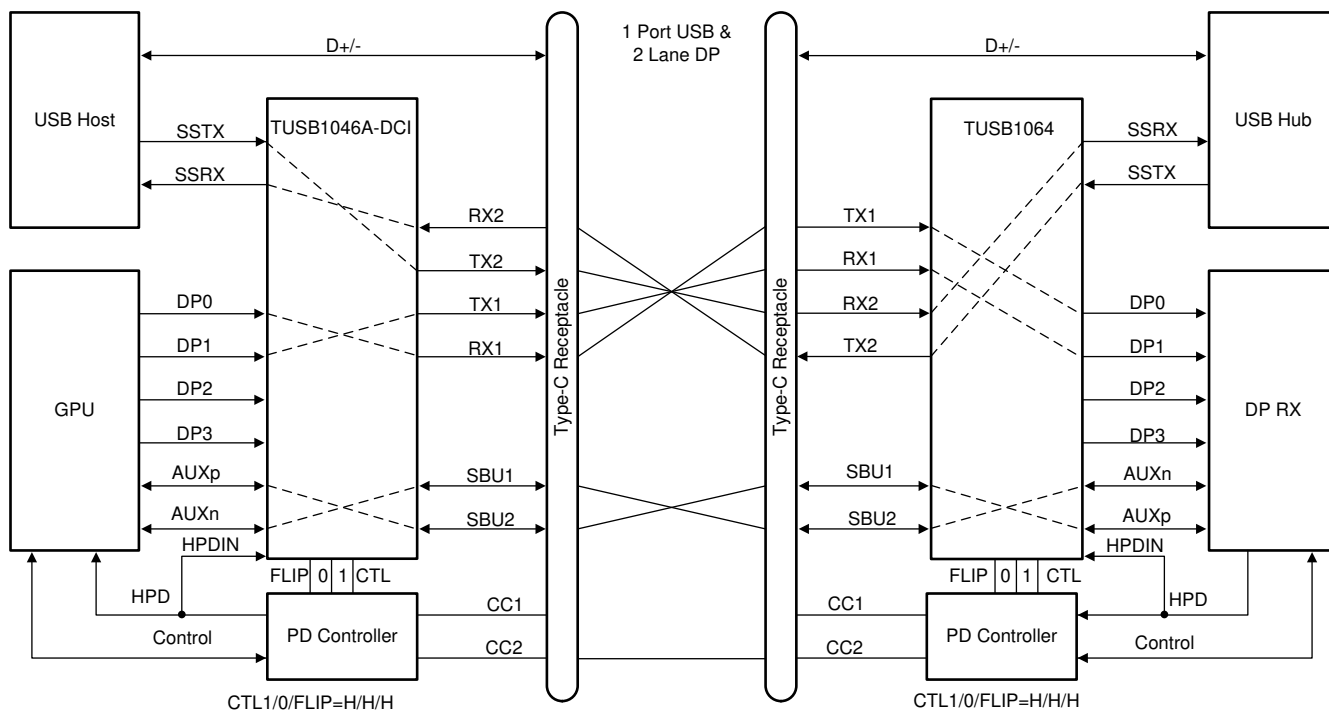 1 Port USB &
2 Lane DP
D+/-
D+/-
USB Host
TUSB1046A-DCI
TUSB1064
USB Hub
SSTX
SSRX
SSRX
SSTX
RX2
TX2
TX1
RX1
TX1
RX1
RX2
TX2
Type-C Receptacle
Type-C Receptacle
GPU
DP0
DP1
DP2
DP3
AUXp
AUXn
HPDIN
DP RX
DP0
DP1
DP2
DP3
AUXn
AUXp
HPDIN
SBU1
SBU2
SBU1
SBU2
FLIP 0 1 CTL
FLIP 0 1 CTL
HPD
Control
PD Controller
CC1
CC2
CC1
CC2
PD Controller
HPD
Control
CTL1/0/FLIP=H/H/H
CTL1/0/FLIP=H/H/H